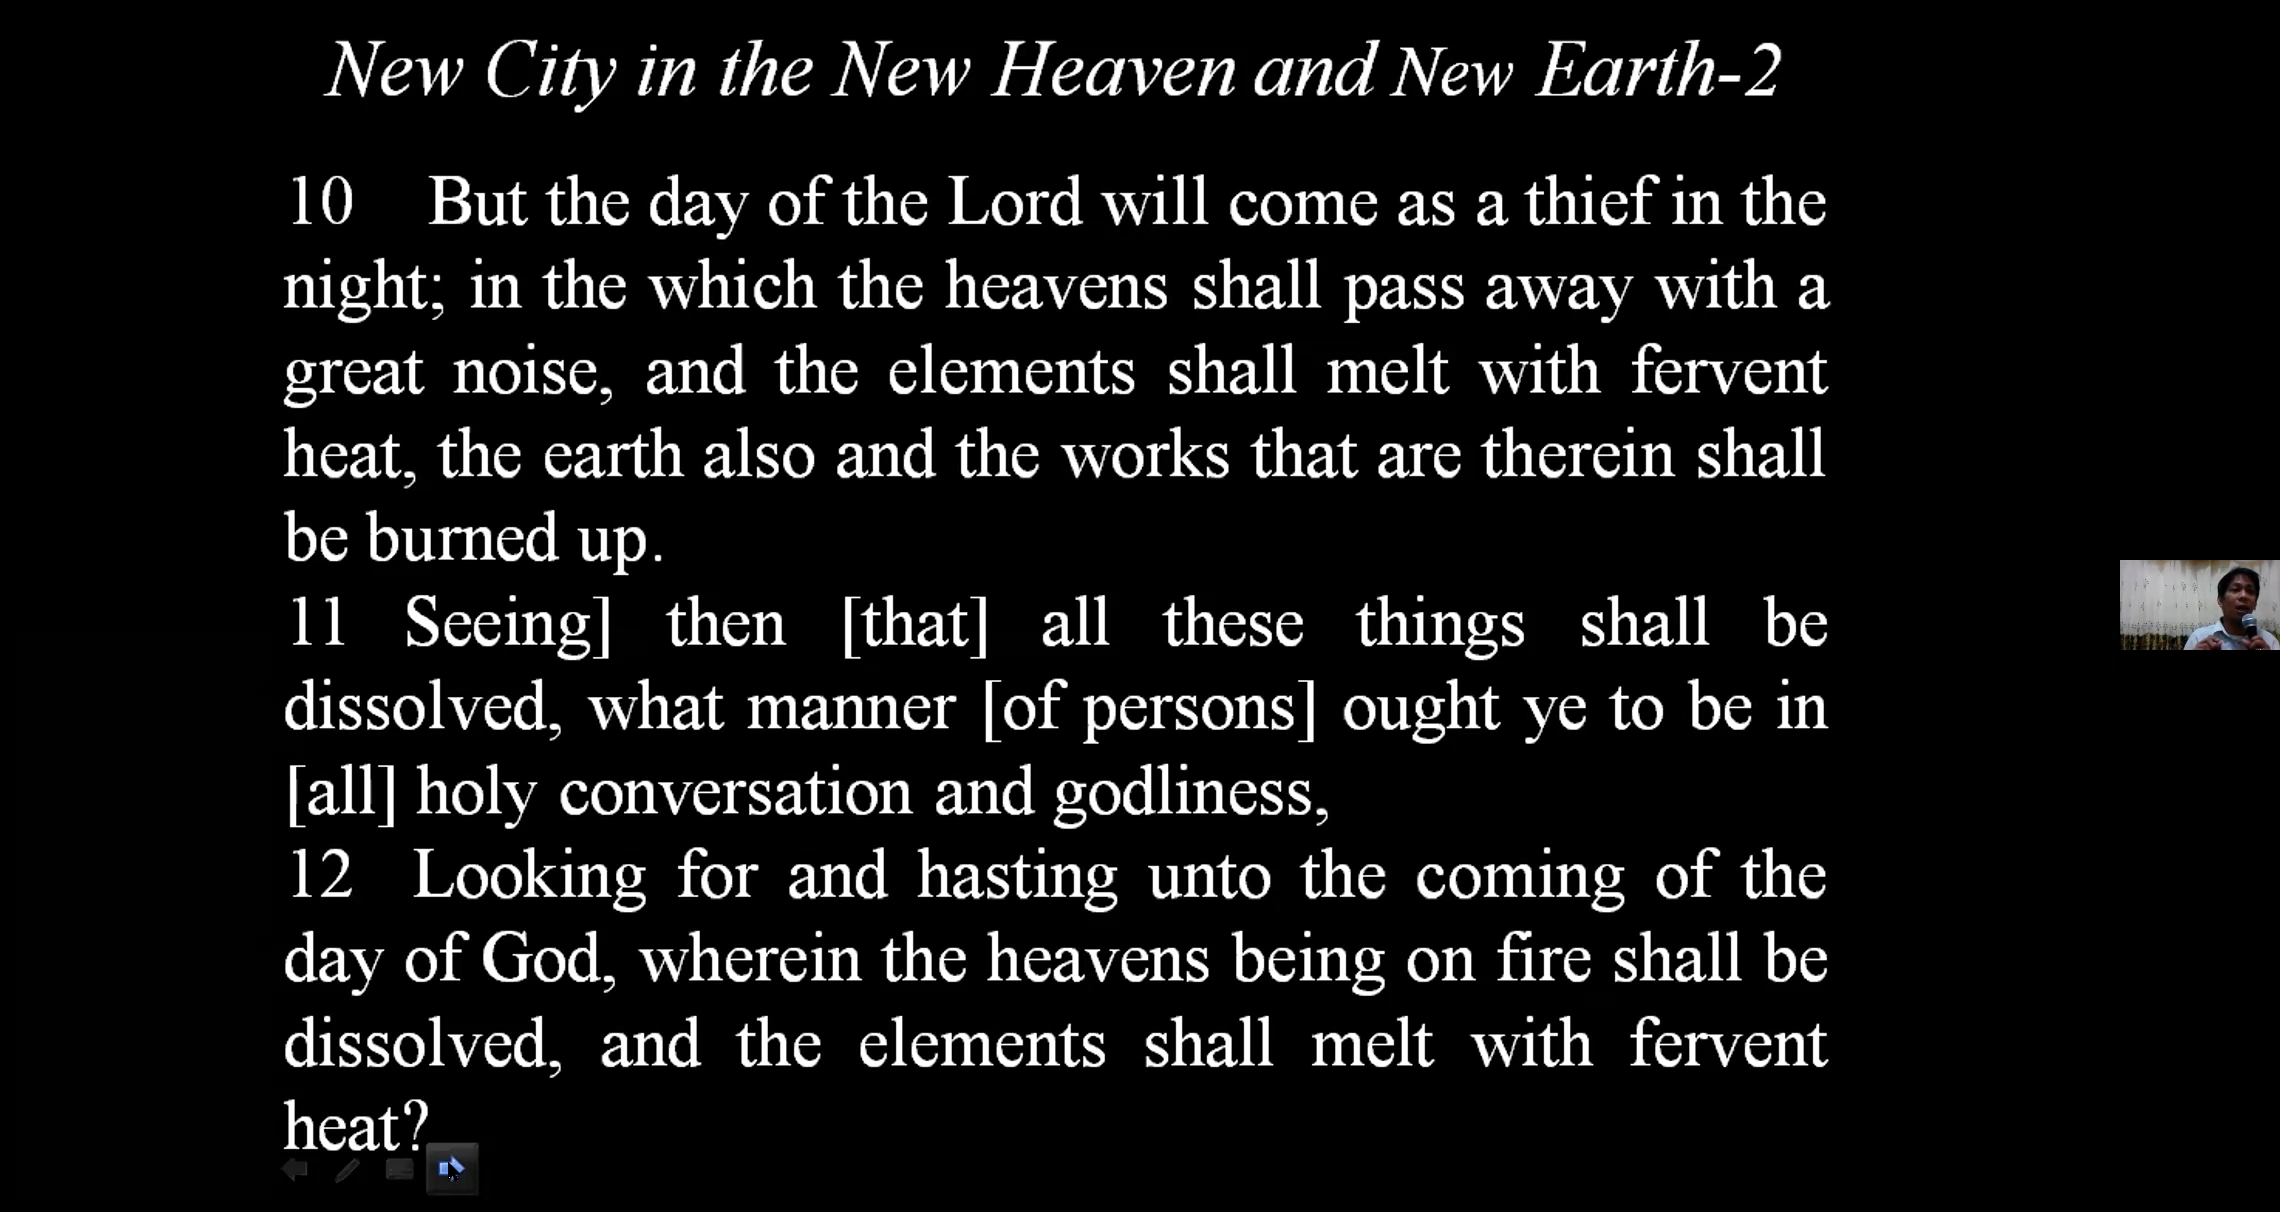 New City in the New Heaven and New Earth-2
10 But the day of the Lord will come as a thief in the
night; in the which the heavens shall pass away with a
great noise, and the elements shall melt with fervent
heat, the earth also and the works that are therein shall
be burned up.
11 Seeing] then [that] all these things shall be
dissolved, what manner [of persons] ought ye to be in
[all] holy conversation and godliness,
12 Looking for and hasting unto the coming of the
day of God, wherein the heavens being on fire shall be
dissolved, and the elements shall melt with fervent
heat?